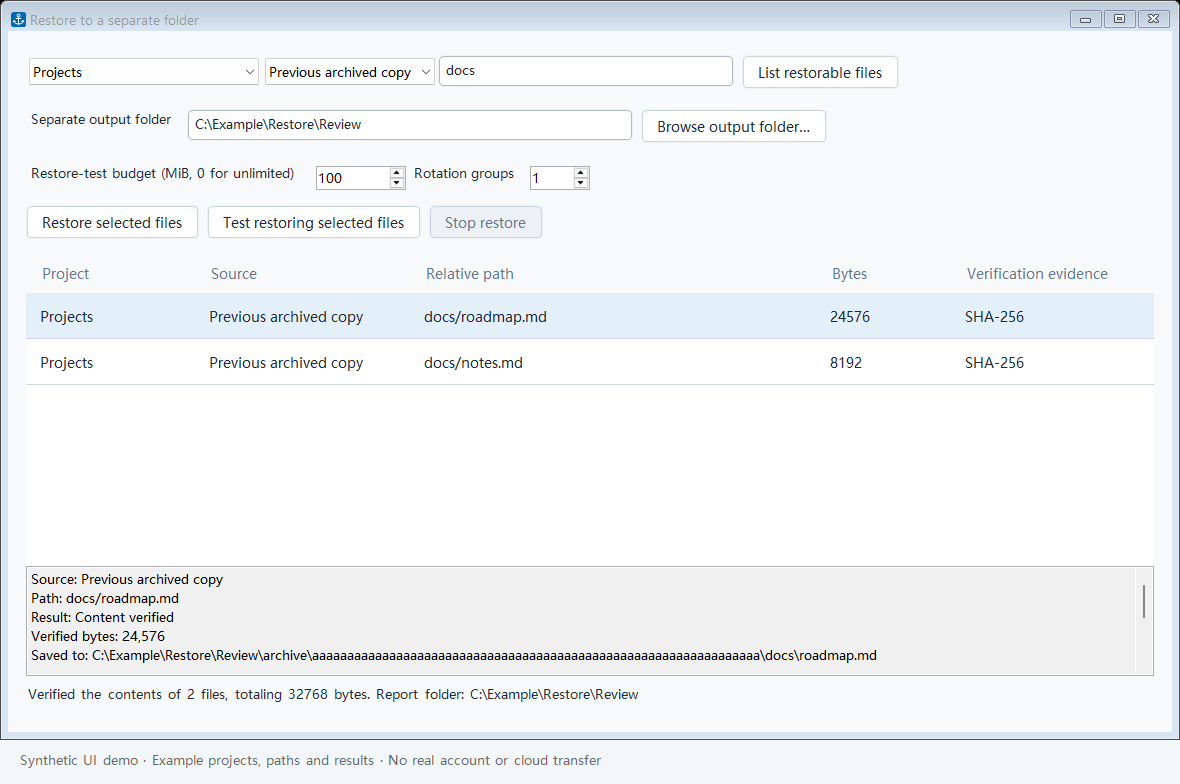 Restore to a separate folder
Projects Previous archived copy docs List restorable files
Separate output folder C:\Example\Restore\Review Browse output folder...
Restore-test budget (MiB, 0 for unlimited) 100 Rotation groups 1
Restore selected files Test restoring selected files Stop restore
Project Source Relative path Bytes Verification evidence
Projects Previous archived copy docs/roadmap.md 24576 SHA-256
Projects Previous archived copy docs/notes.md 8192 SHA-256
Source: Previous archived copy
Path: docs/roadmap.md
Result: Content verified
Verified bytes: 24,576
Saved to: C:\Example\Restore\Review\archive\aaaaaaaaaaaaaaaaaaaaaaaaaaaaaaaaaaaaaaaaaaaaaaaaaaaaaaaaaaaaaaaa\docs\roadmap.md
Verified the contents of 2 files, totaling 32768 bytes. Report folder: C:\Example\Restore\Review
Synthetic UI demo · Example projects, paths and results · No real account or cloud transfer